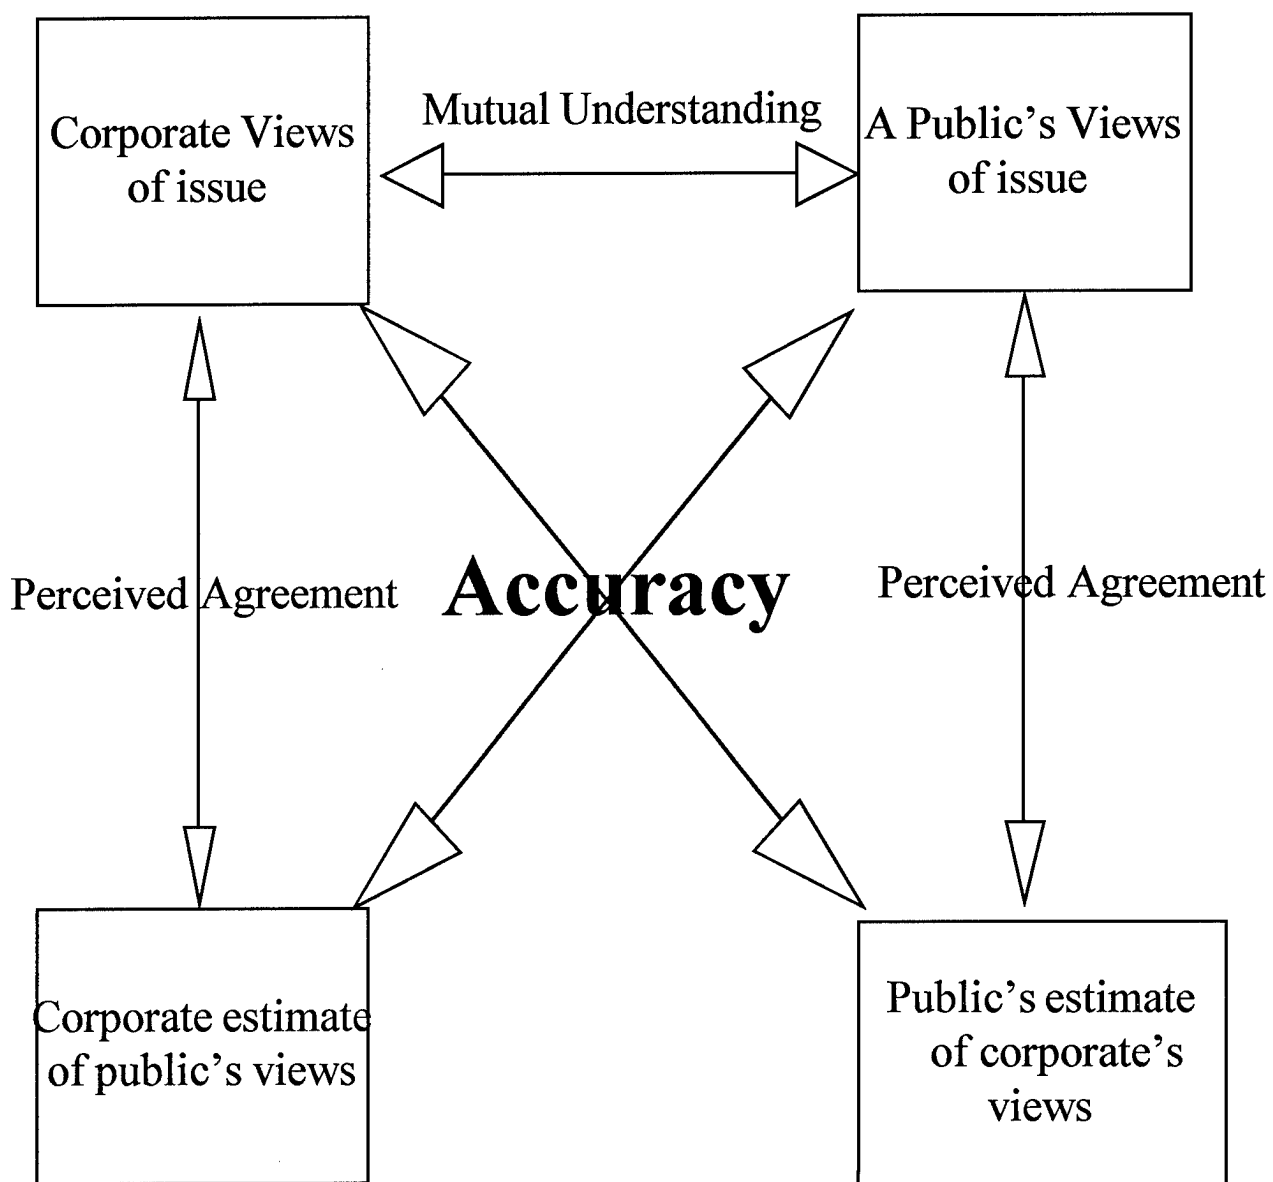 Corporate Views
of issue
Mutual Understanding
A Public's Views
of issue
Perceived Agreement
Accuracy
Perceived Agreement
Corporate estimate
of public's views
Public's estimate
of corporate's
views